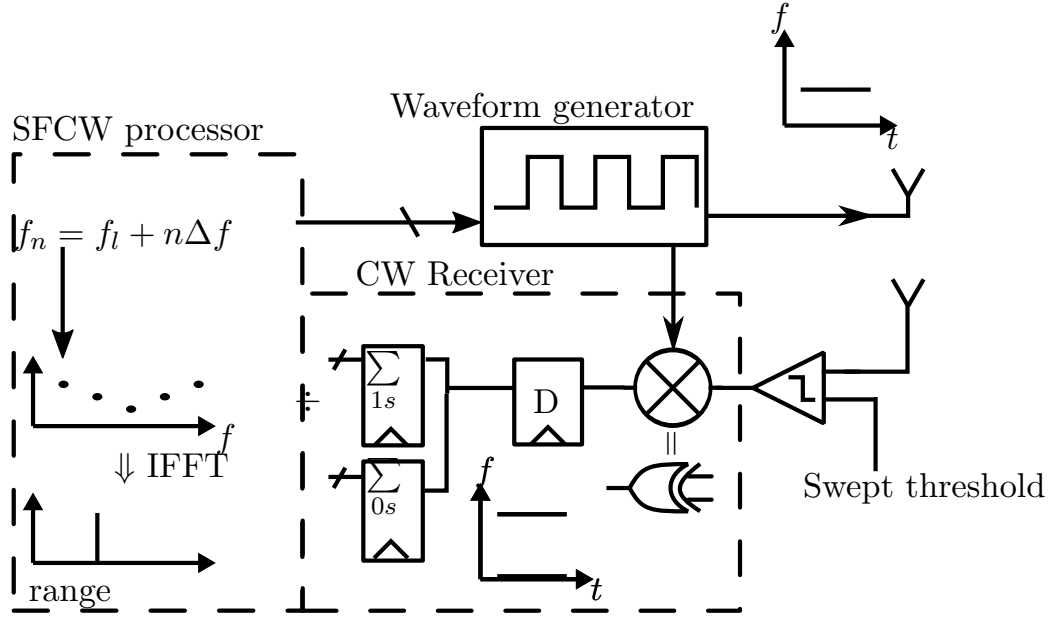 f
t
Waveform generator
SFCW processor
f_n = f_l + nΔf
CW Receiver
∑
1s
÷
D
f
=
⇓ IFFT
∑
0s
f
Swept threshold
t
range